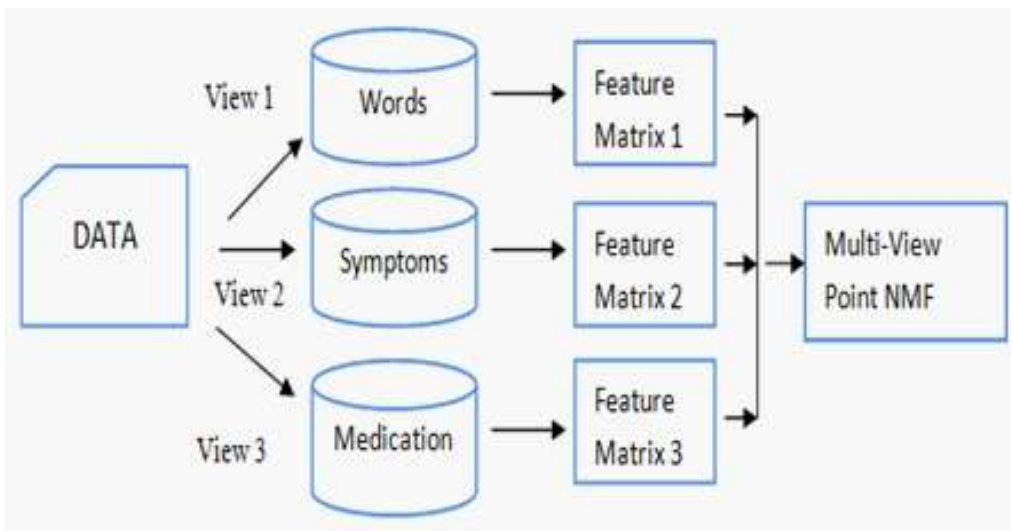 View 1
Words
Feature
Matrix 1
DATA
Symptoms
Feature
Matrix 2
Multi-View
Point NMF
View 2
View 3
Medication
Feature
Matrix 3